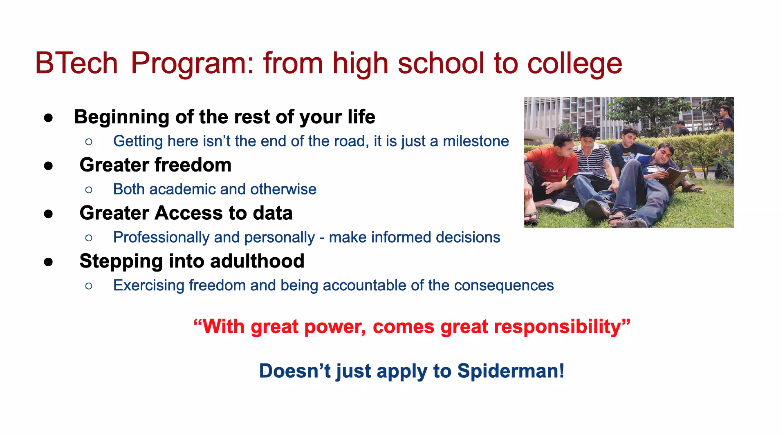 BTech Program: from high school to college
● Beginning of the rest of your life
○ Getting here isn't the end of the road, it is just a milestone
● Greater freedom
○ Both academic and otherwise
● Greater Access to data
○ Professionally and personally - make informed decisions
● Stepping into adulthood
○ Exercising freedom and being accountable of the consequences
“With great power, comes great responsibility”
Doesn't just apply to Spiderman!